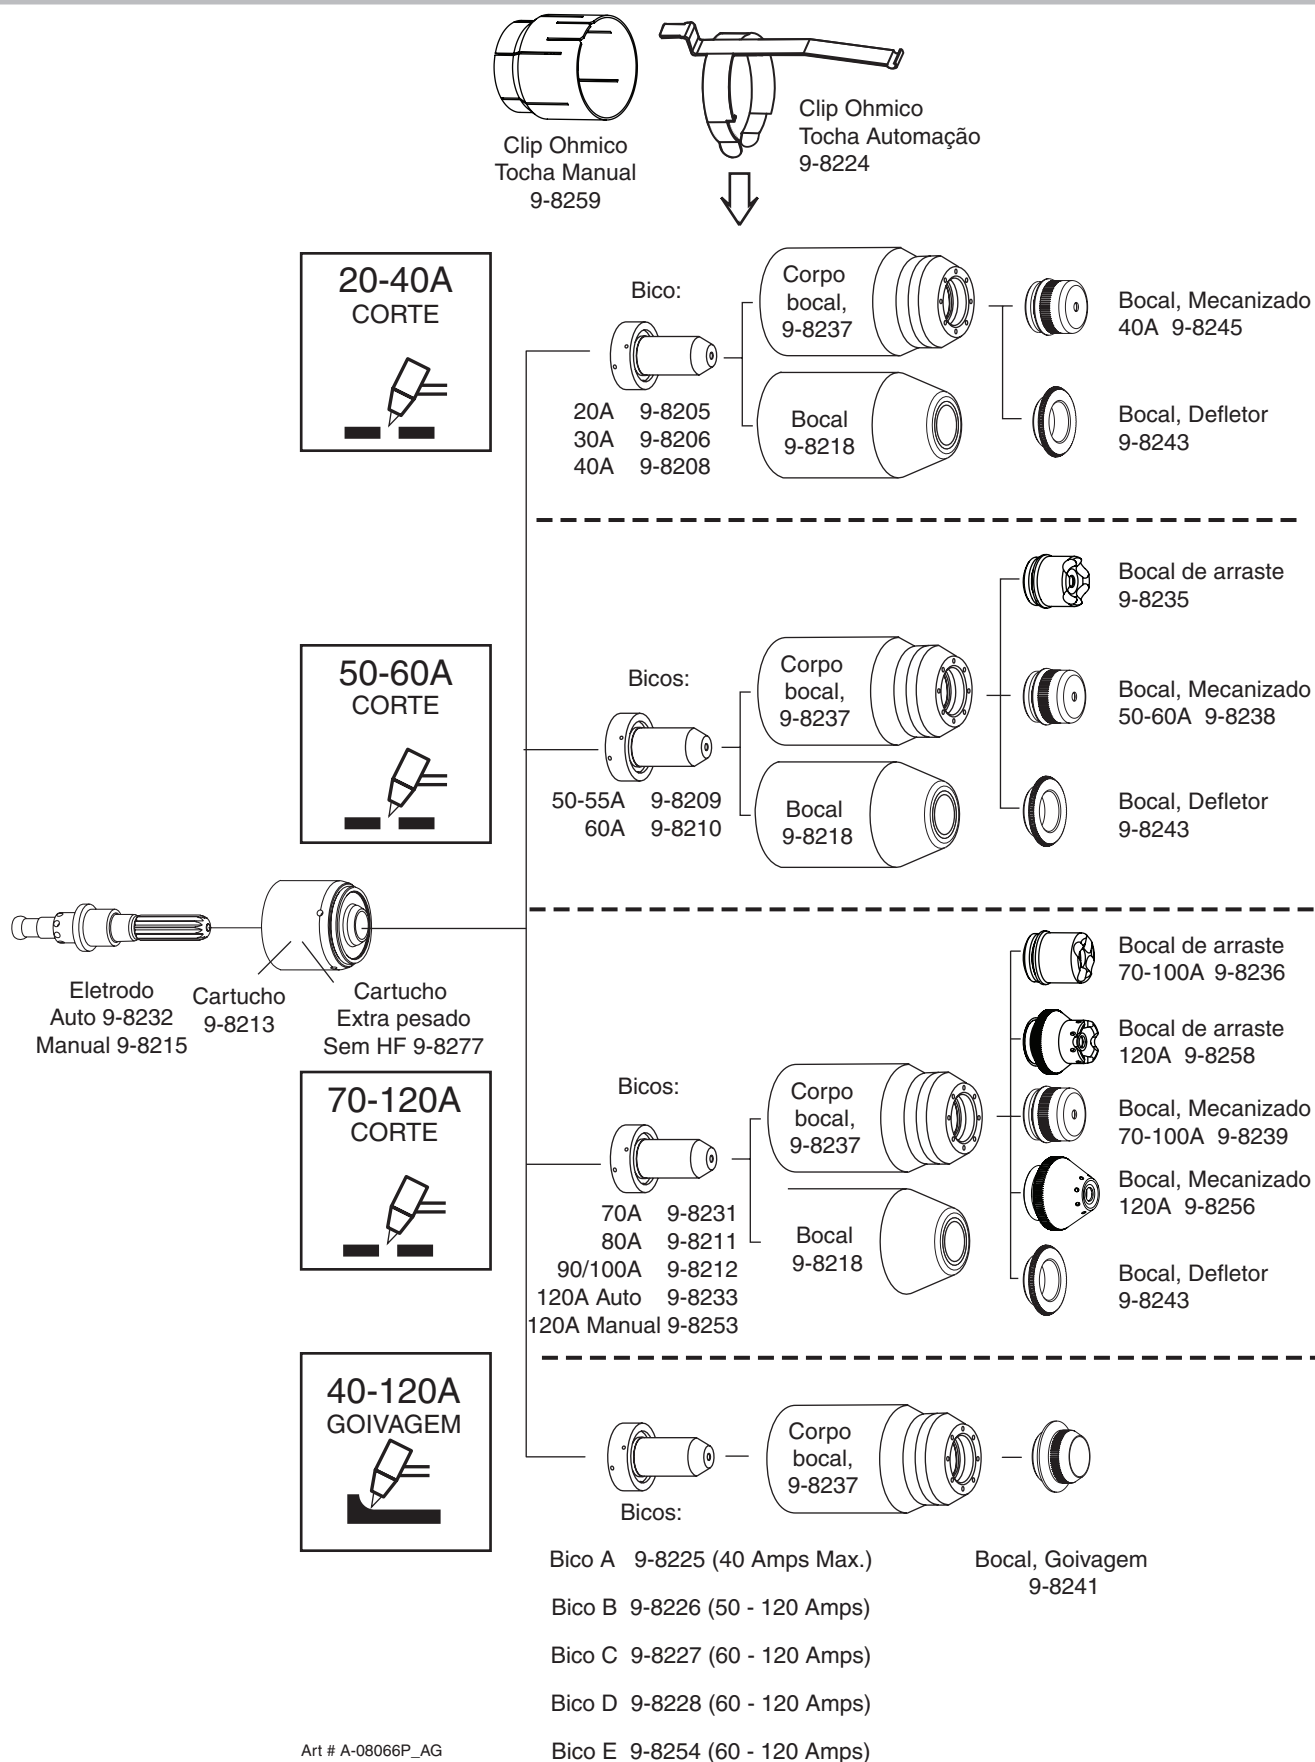 Clip Ohmico
Tocha Manual
9-8259
Clip Ohmico
Tocha Automação
9-8224
20-40A
CORTE
Bico:
20A 9-8205
30A 9-8206
40A 9-8208
Corpo
bocal,
9-8237
Bocal
9-8218
Bocal, Mecanizado
40A 9-8245
Bocal, Defletor
9-8243
50-60A
CORTE
Bicos:
50-55A 9-8209
60A 9-8210
Corpo
bocal,
9-8237
Bocal
9-8218
Bocal de arraste
9-8235
Bocal, Mecanizado
50-60A 9-8238
Bocal, Defletor
9-8243
Eletrodo
Auto 9-8232
Manual 9-8215
Cartucho
9-8213
Cartucho
Extra pesado
Sem HF 9-8277
70-120A
CORTE
Bicos:
70A 9-8231
80A 9-8211
90/100A 9-8212
120A Auto 9-8233
120A Manual 9-8253
Corpo
bocal,
9-8237
Bocal
9-8218
Bocal de arraste
70-100A 9-8236
Bocal de arraste
120A 9-8258
Bocal, Mecanizado
70-100A 9-8239
Bocal, Mecanizado
120A 9-8256
Bocal, Defletor
9-8243
40-120A
GOIVAGEM
Bicos:
Corpo
bocal,
9-8237
Bico A 9-8225 (40 Amps Max.)
Bico B 9-8226 (50 - 120 Amps)
Bico C 9-8227 (60 - 120 Amps)
Bico D 9-8228 (60 - 120 Amps)
Bico E 9-8254 (60 - 120 Amps)
Bocal, Goivagem
9-8241
Art # A-08066P_AG